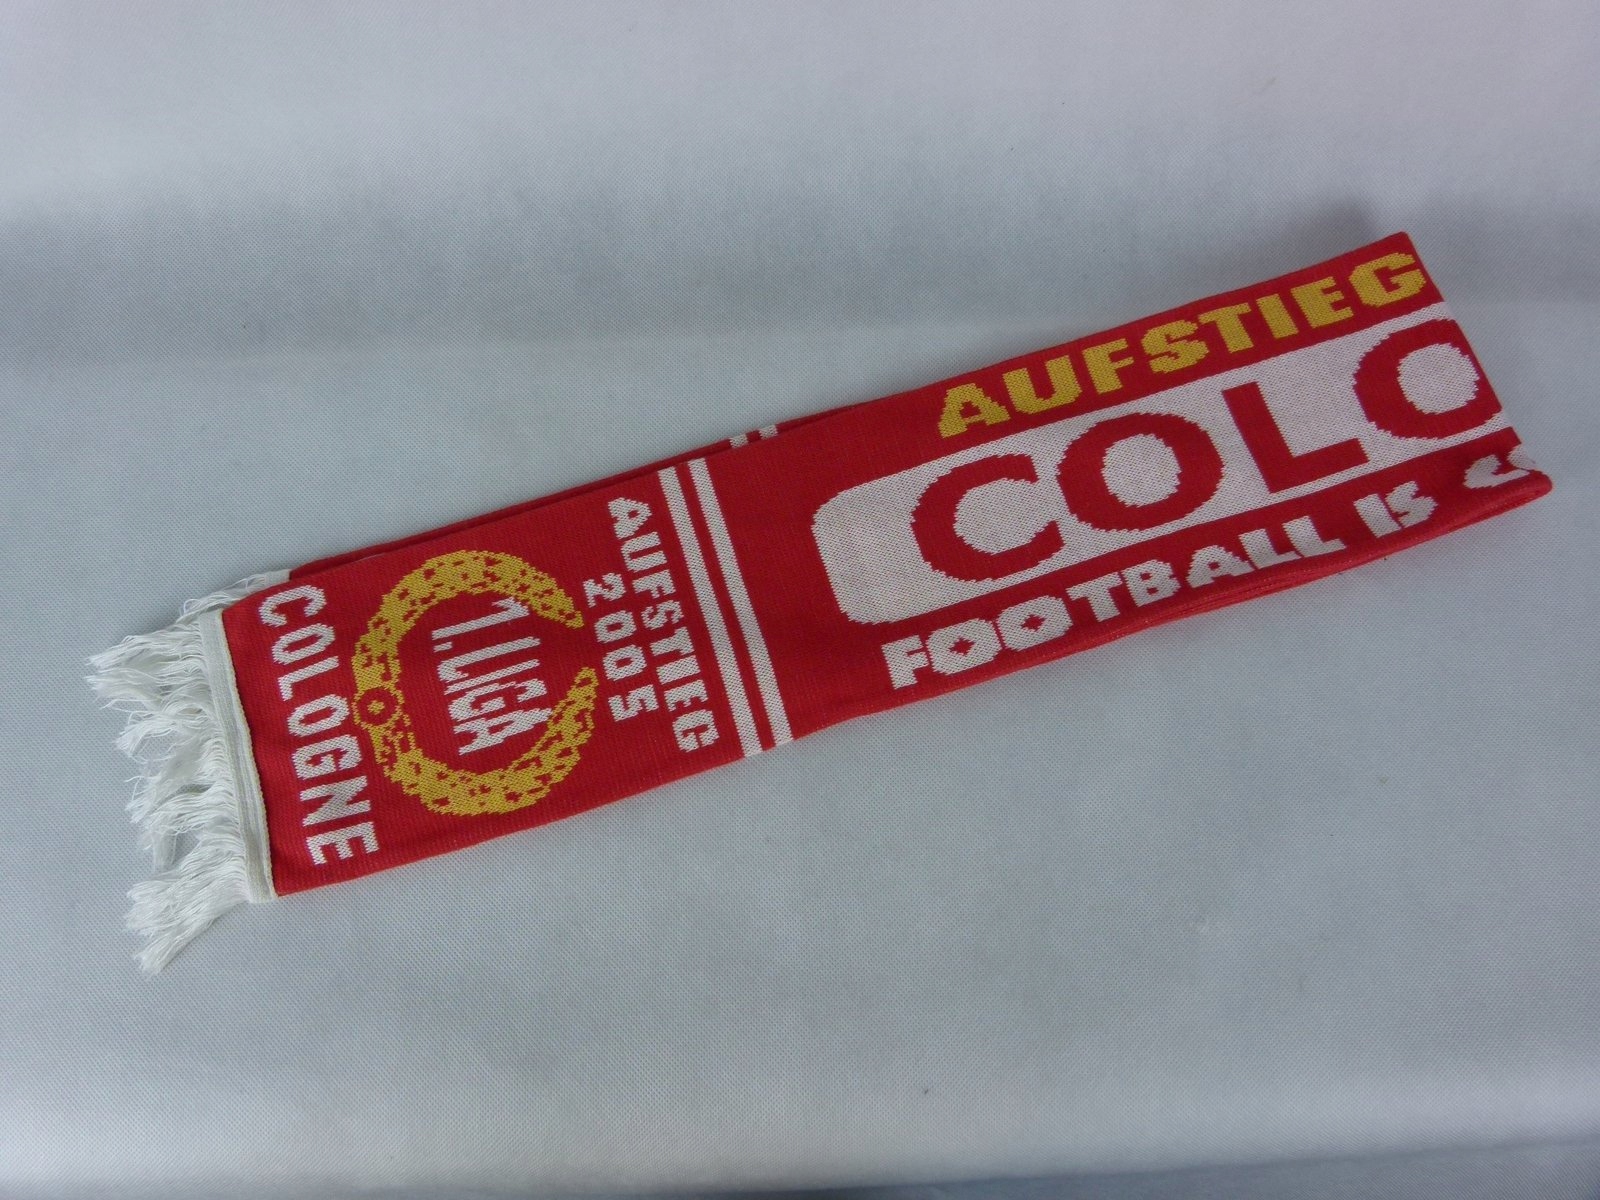 AUFSTIEG
COLO
FOOTBALL IS
AUFSTIEG
2005
1. LIGA
COLOGNE